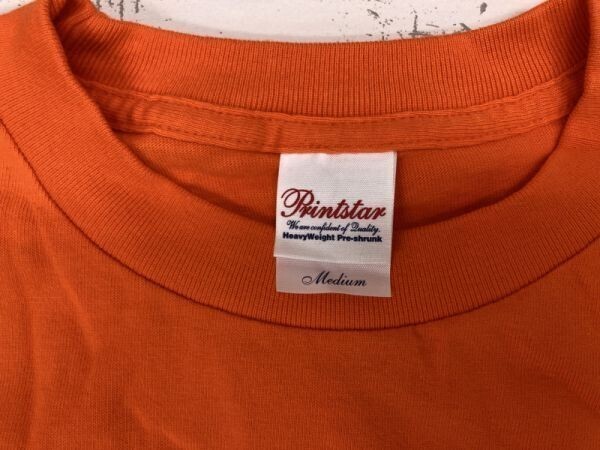 Printstar
We are confident of Quality.
HeavyWeight Pre-shrunk
Medium